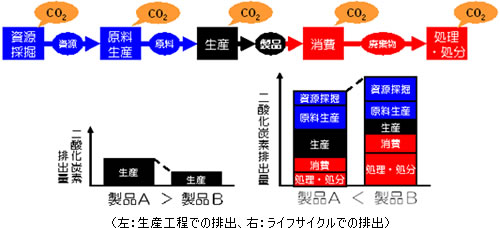 CO2 CO2 CO2 CO2 CO2
資源採掘 資源 原料生産 原料 生産 製品 消費 廃棄物 処理・処分
二酸化炭素排出量
生産
生産
製品A > 製品B
二酸化炭素排出量
資源採掘
原料生産
生産
消費
処理・処分
資源採掘
原料生産
生産
消費
処理・処分
製品A < 製品B
(左:生産工程での排出、右:ライフサイクルでの排出)